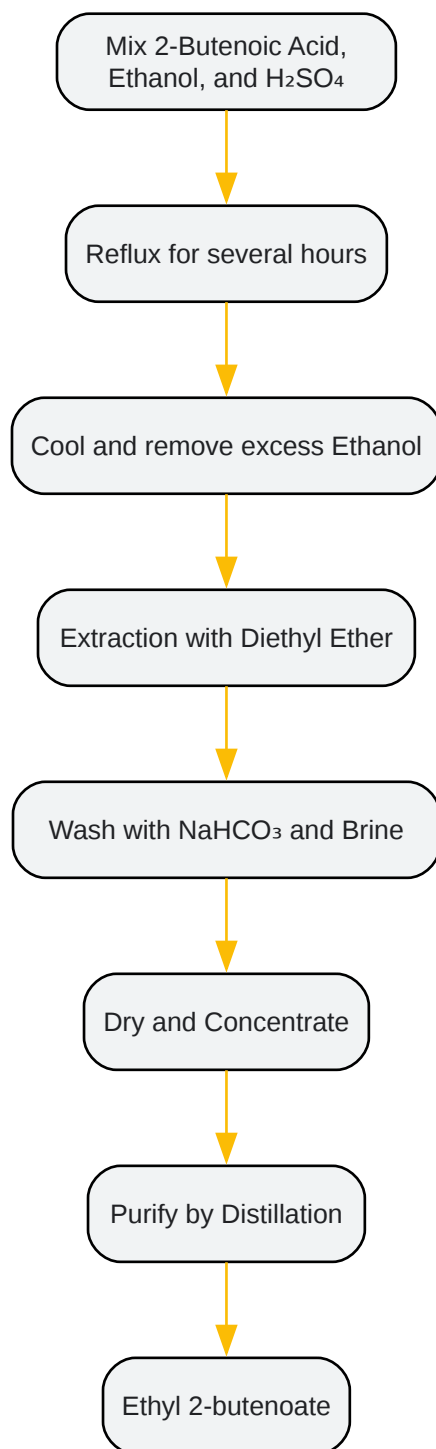 Mix 2-Butenoic Acid,
Ethanol, and H₂SO₄
Reflux for several hours
Cool and remove excess Ethanol
Extraction with Diethyl Ether
Wash with NaHCO₃ and Brine
Dry and Concentrate
Purify by Distillation
Ethyl 2-butenoate